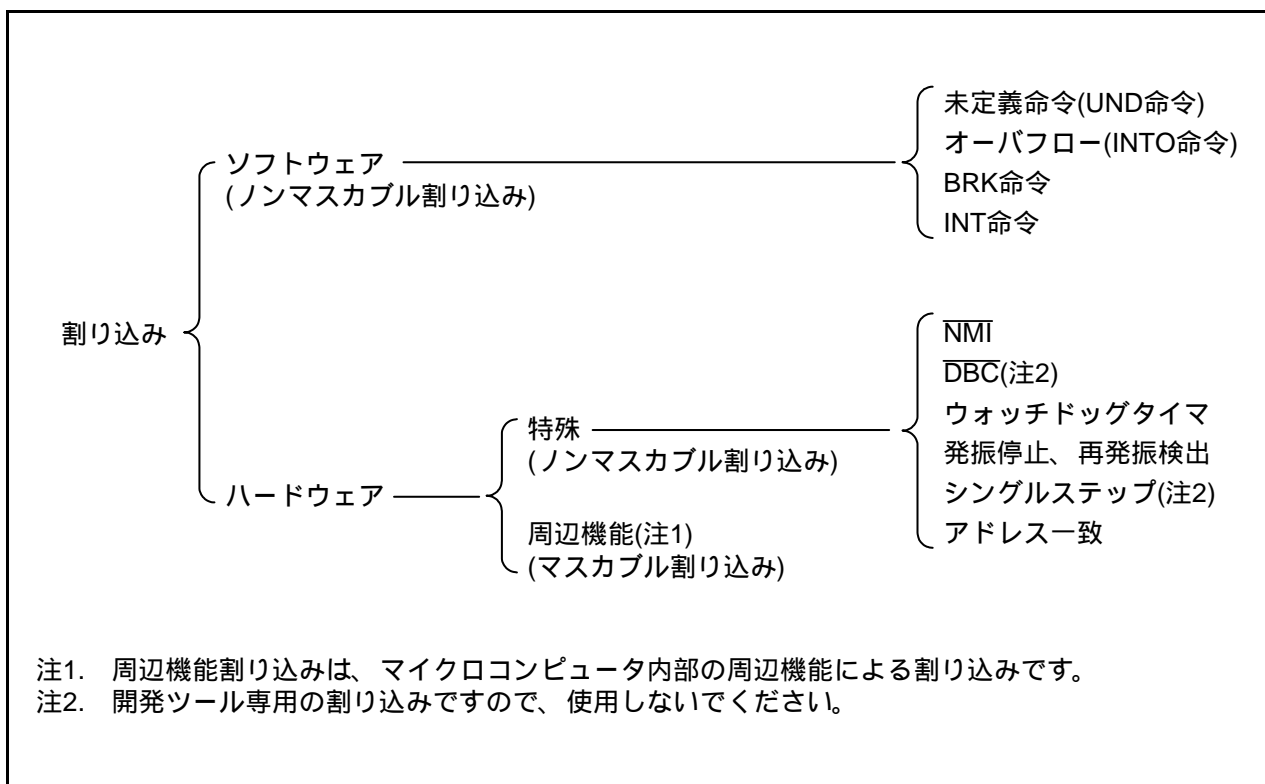 未定義命令(UND命令)
オーバフロー(INTO命令)
BRK命令
INT命令
ソフトウェア
(ノンマスカブル割り込み)
割り込み
N̅M̅I̅
D̅B̅C̅(注2)
ウォッチドッグタイマ
発振停止、再発振検出
シングルステップ(注2)
アドレス一致
特殊
(ノンマスカブル割り込み)
ハードウェア
周辺機能(注1)
(マスカブル割り込み)
注1. 周辺機能割り込みは、マイクロコンピュータ内部の周辺機能による割り込みです。
注2. 開発ツール専用の割り込みですので、使用しないでください。